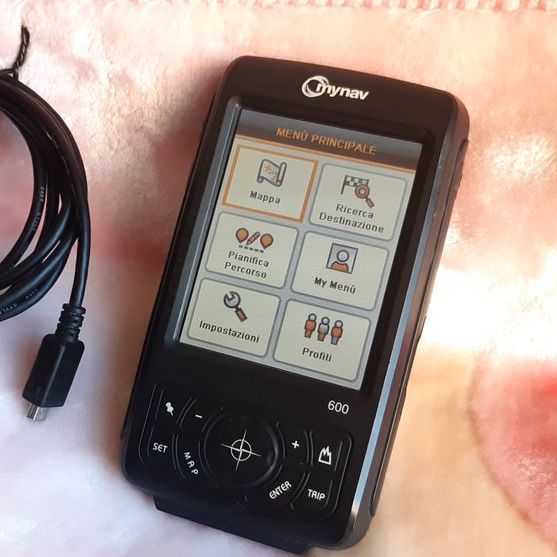 mynav
MENÙ PRINCIPALE
Mappa
Ricerca
Destinazione
Pianifica
Percorso
My Menù
Impostazioni
Profili
600
-
+
SET
MAP
ENTER
TRIP